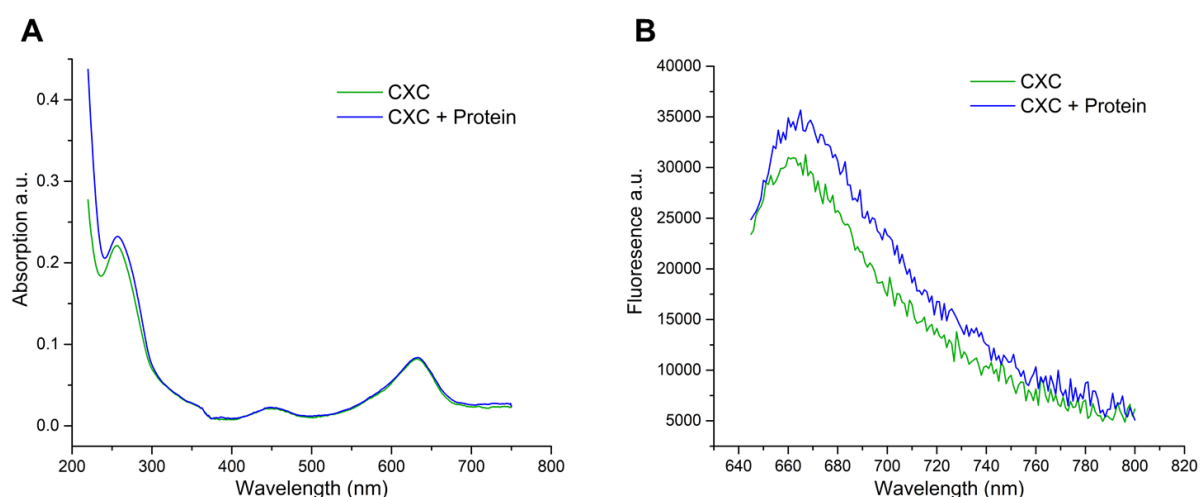 A
CXC
CXC + Protein
Absorption a.u.
0.4
0.3
0.2
0.1
0.0
200 300 400 500 600 700 800
Wavelength (nm)
B
CXC
CXC + Protein
Fluoresence a.u.
40000
35000
30000
25000
20000
15000
10000
5000
640 660 680 700 720 740 760 780 800 820
Wavelength (nm)